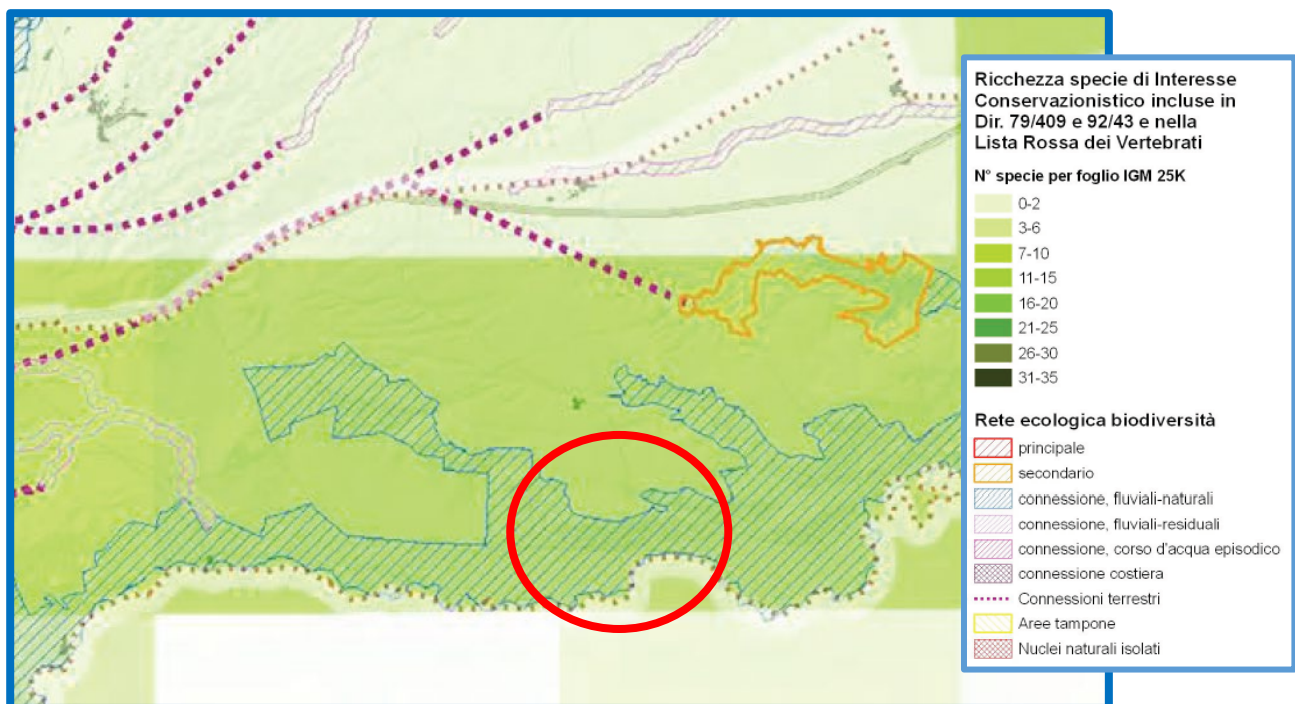 Ricchezza specie di Interesse
Conservazionistico incluse in
Dir. 79/409 e 92/43 e nella
Lista Rossa dei Vertebrati
N° specie per foglio IGM 25K
0-2
3-6
7-10
11-15
16-20
21-25
26-30
31-35
Rete ecologica biodiversità
principale
secondario
connessione, fluviali-naturali
connessione, fluviali-residuali
connessione, corso d'acqua episodico
connessione costiera
Connessioni terrestri
Aree tampone
Nuclei naturali isolati